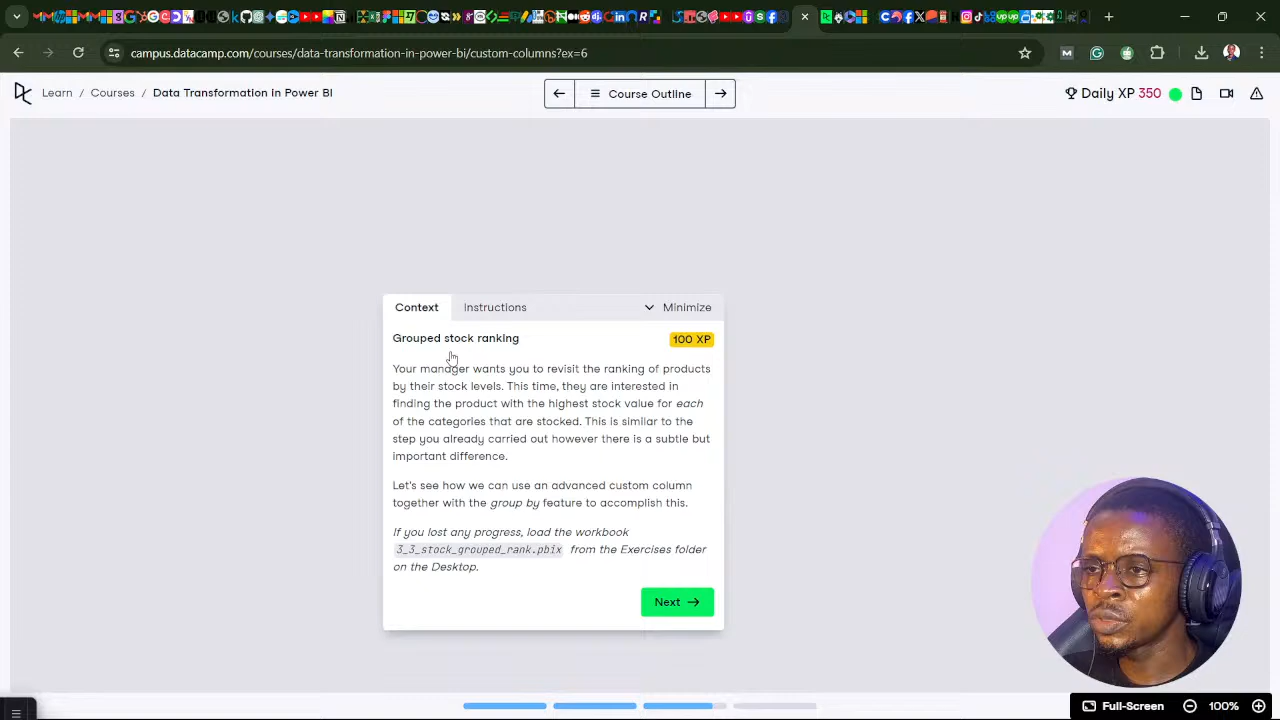 campus.datacamp.com/courses/data-transformation-in-power-bi/custom-columns?ex=6
Learn / Courses / Data Transformation in Power BI
Course Outline
Daily XP 350
Context
Instructions
Minimize
Grouped stock ranking
100 XP
Your manager wants you to revisit the ranking of products
by their stock levels. This time, they are interested in
finding the product with the highest stock value for each
of the categories that are stocked. This is similar to the
step you already carried out however there is a subtle but
important difference.
Let's see how we can use an advanced custom column
together with the group by feature to accomplish this.
If you lost any progress, load the workbook
3_3_stock_grouped_rank.pbix from the Exercises folder
on the Desktop.
Next
Full-Screen
100%